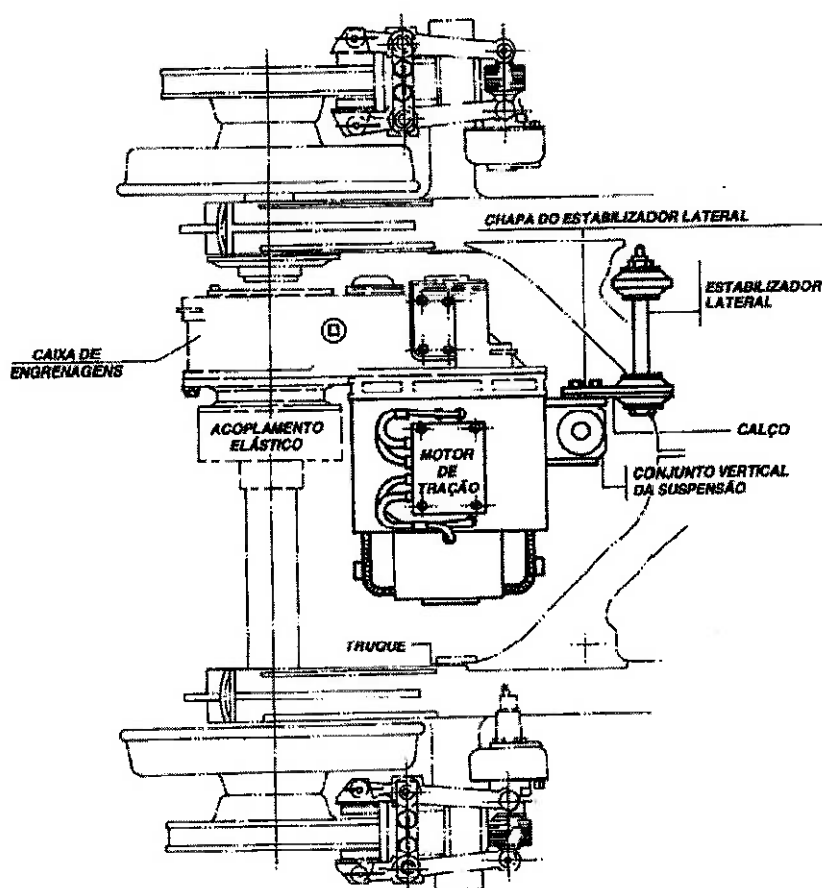 CHAPA DO ESTABILIZADOR LATERAL
ESTABILIZADOR
LATERAL
CAIXA DE
ENGRENAGENS
ACOPLAMENTO
ELÁSTICO
MOTOR
DE
TRAÇÃO
CALÇO
CONJUNTO VERTICAL
DA SUSPENSÃO
TRUQUE